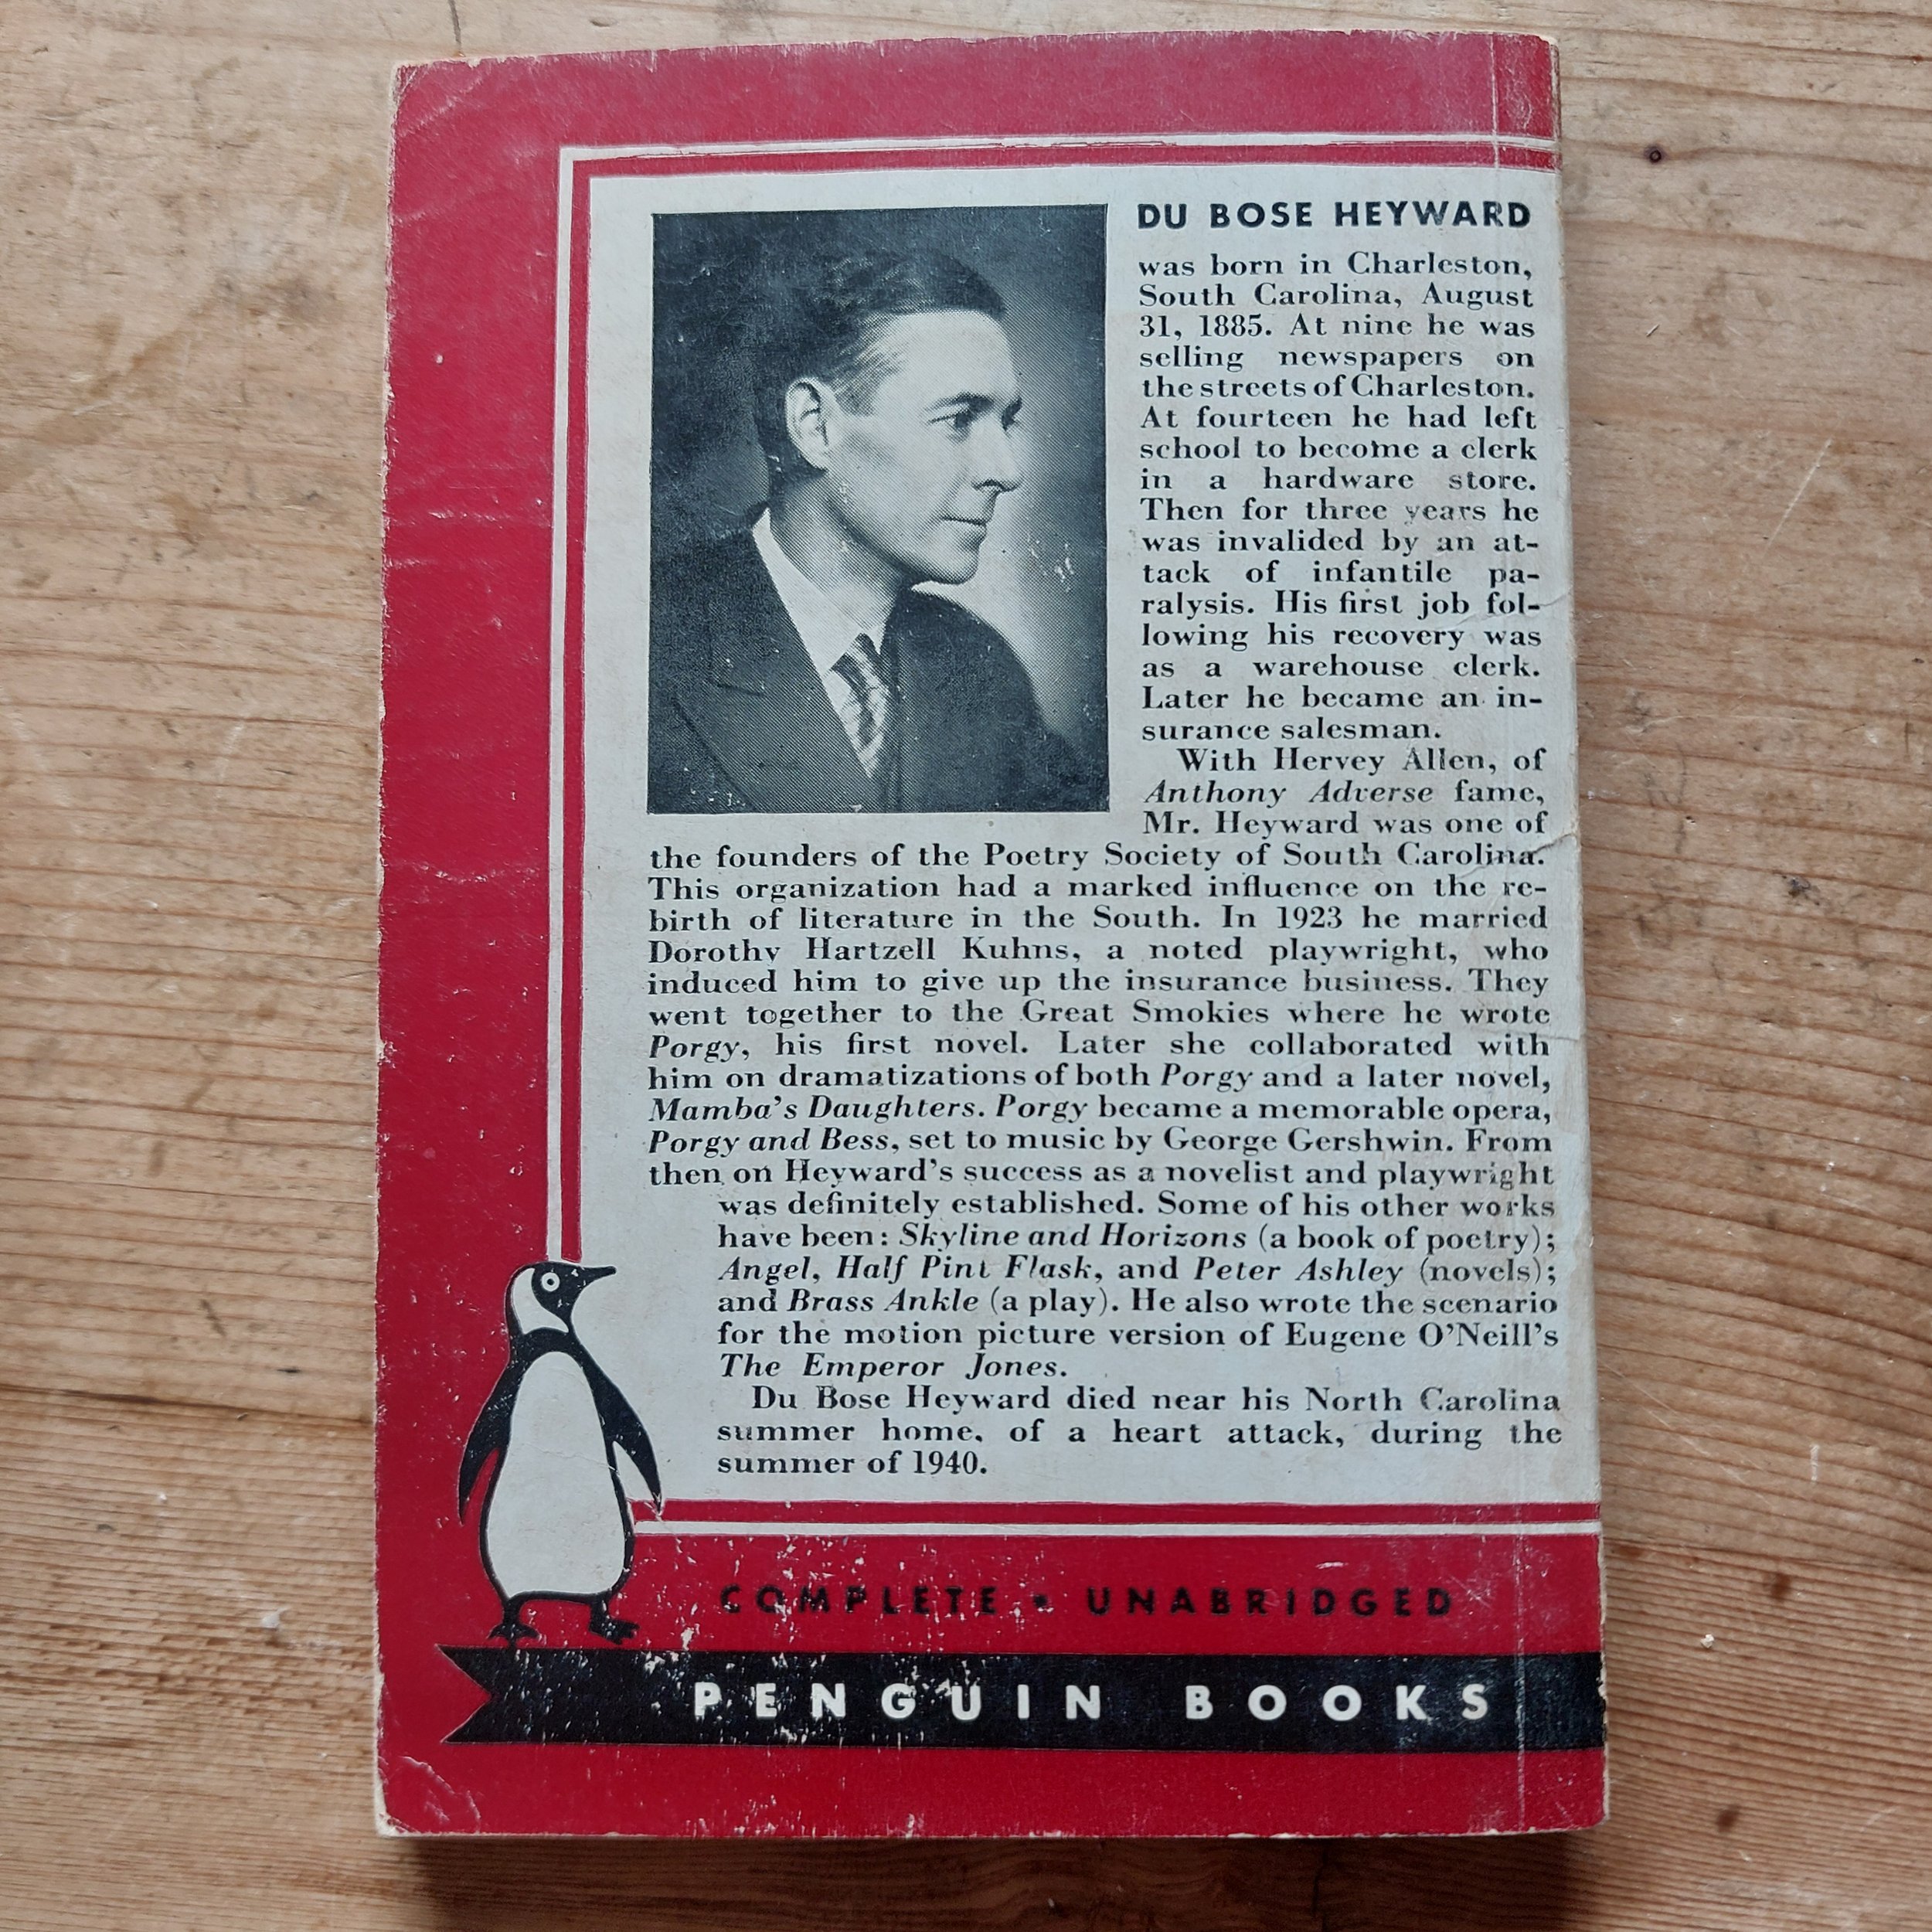 DU BOSE HEYWARD
was born in Charleston,
South Carolina, August
31, 1885. At nine he was
selling newspapers on
the streets of Charleston.
At fourteen he had left
school to become a clerk
in a hardware store.
Then for three years he
was invalided by an at-
tack of infantile pa-
ralysis. His first job fol-
lowing his recovery was
as a warehouse clerk.
Later he became an in-
surance salesman.
With Hervey Allen, of
Anthony Adverse fame,
Mr. Heyward was one of
the founders of the Poetry Society of South Carolina.
This organization had a marked influence on the re-
birth of literature in the South. In 1923 he married
Dorothy Hartzell Kuhns, a noted playwright, who
induced him to give up the insurance business. They
went together to the Great Smokies where he wrote
Porgy, his first novel. Later she collaborated with
him on dramatizations of both Porgy and a later novel,
Mamba's Daughters. Porgy became a memorable opera,
Porgy and Bess, set to music by George Gershwin. From
then on Heyward's success as a novelist and playwright
was definitely established. Some of his other works
have been: Skyline and Horizons (a book of poetry);
Angel, Half Pint Flask, and Peter Ashley (novels);
and Brass Ankle (a play). He also wrote the scenario
for the motion picture version of Eugene O'Neill's
The Emperor Jones.
Du Bose Heyward died near his North Carolina
summer home, of a heart attack, during the
summer of 1940.
COMPLETE • UNABRIDGED
PENGUIN BOOKS